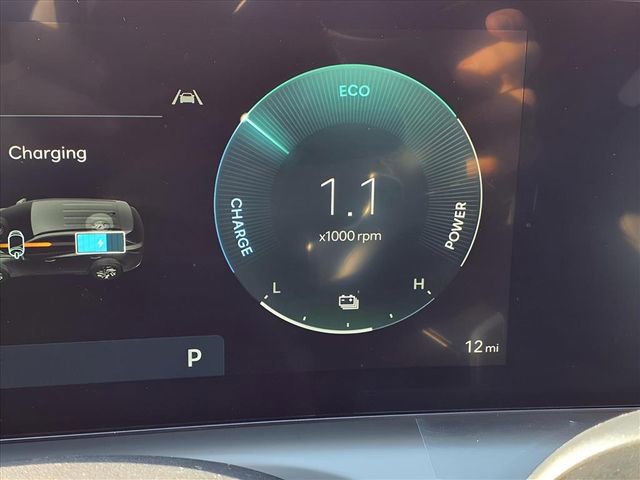 ECO
Charging
1.1
x1000 rpm
CHARGE
POWER
L
H
P
12 mi